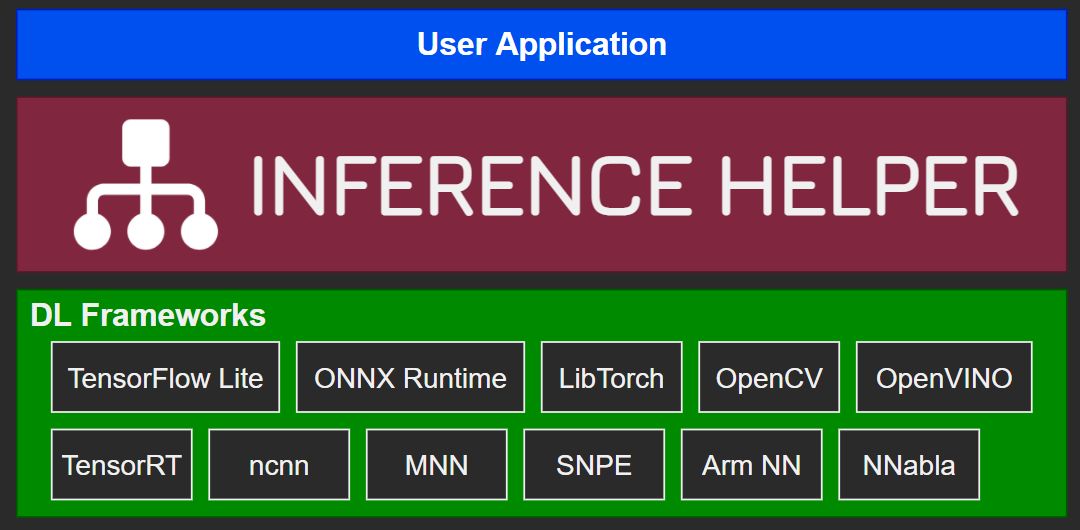 User Application
INFERENCE HELPER
DL Frameworks
TensorFlow Lite ONNX Runtime LibTorch OpenCV OpenVINO
TensorRT ncnn MNN SNPE Arm NN NNabla